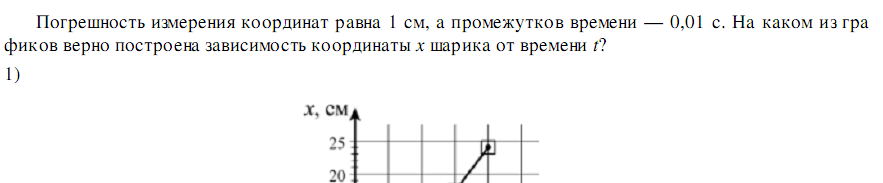 Погрешность измерения координат равна 1 см, а промежутков времени — 0,01 с. На каком из гра
фиков верно построена зависимость координаты x шарика от времени t?
1)
x, см
25
20